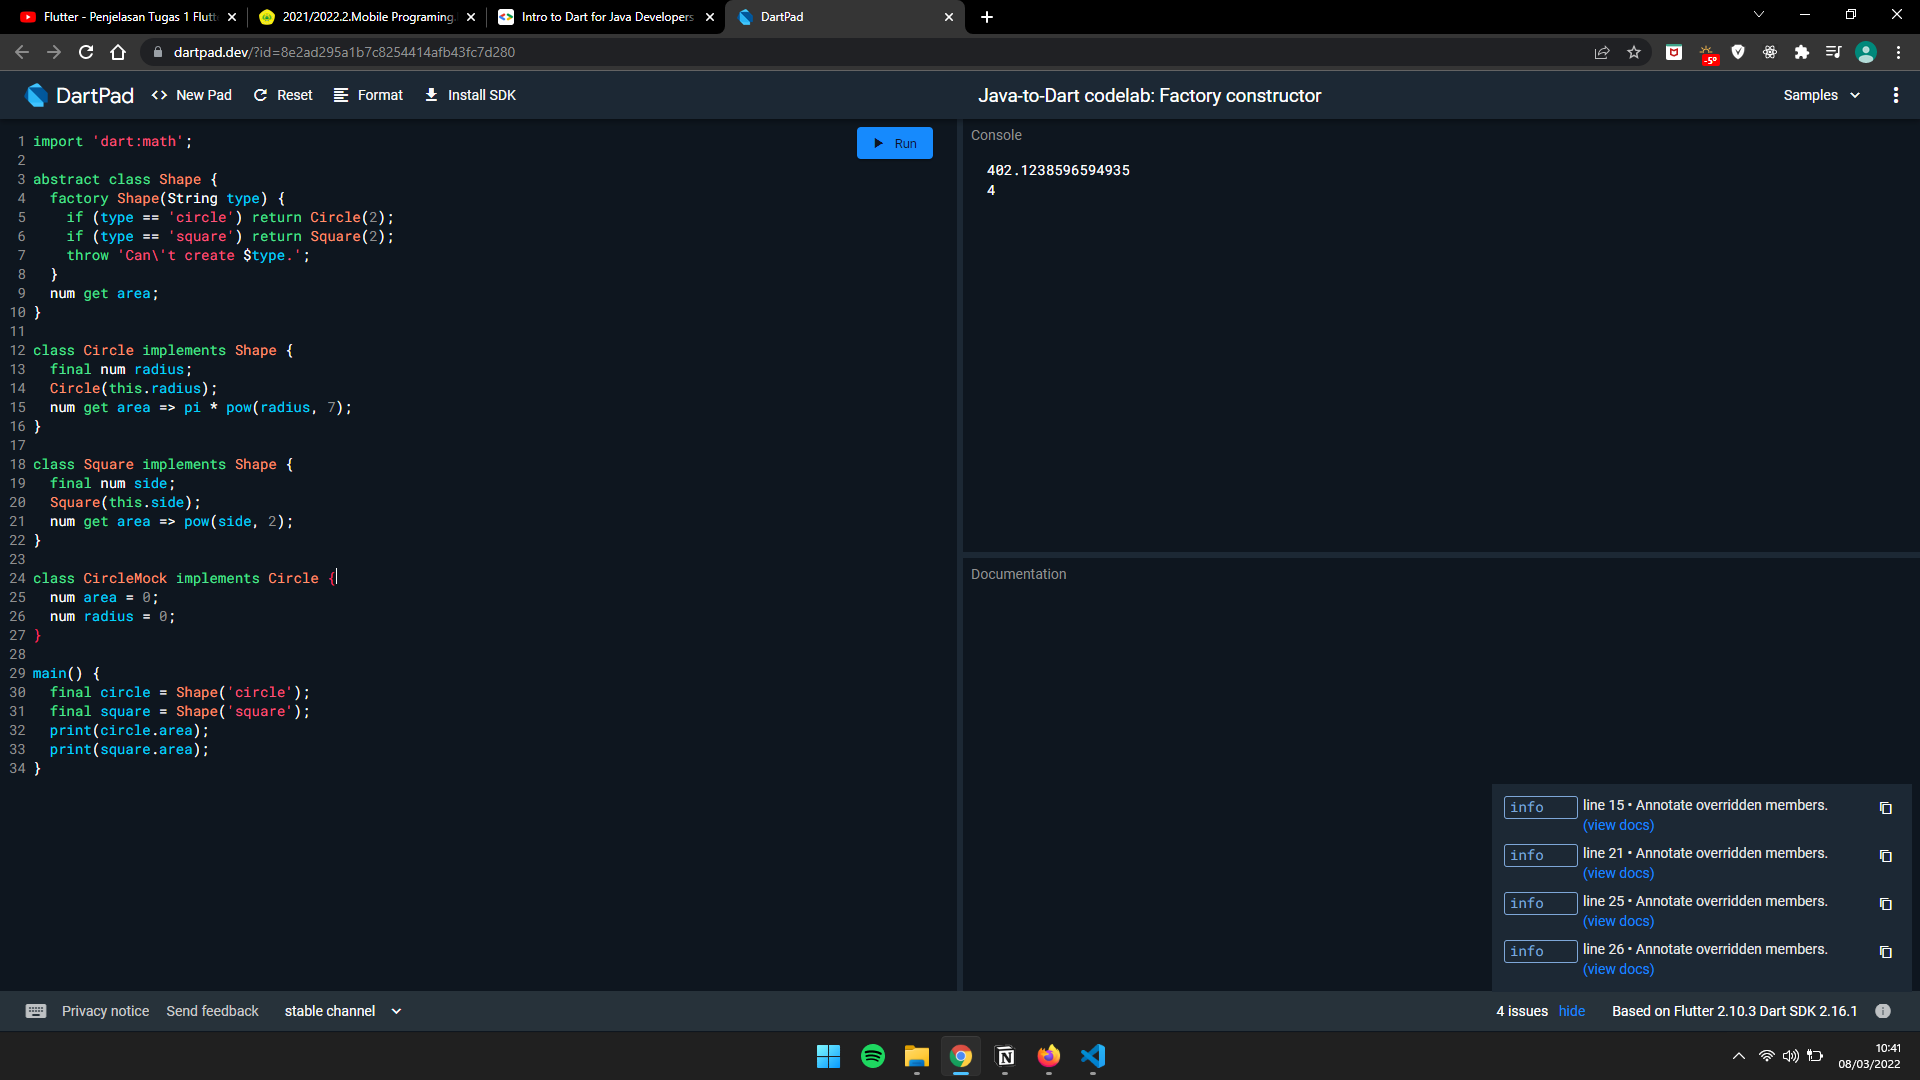 Flutter - Penjelasan Tugas 1 Flutt
2021/2022.2.Mobile Programing.
Intro to Dart for Java Developers
DartPad
dartpad.dev/?id=8e2ad295a1b7c8254414afb43fc7d280
-5°
DartPad
<> New Pad
Reset
Format
Install SDK
Java-to-Dart codelab: Factory constructor
Samples
Run
1 import 'dart:math';
2
3 abstract class Shape {
4   factory Shape(String type) {
5     if (type == 'circle') return Circle(2);
6     if (type == 'square') return Square(2);
7     throw 'Can\'t create $type.';
8   }
9   num get area;
10 }
11
12 class Circle implements Shape {
13   final num radius;
14   Circle(this.radius);
15   num get area => pi * pow(radius, 7);
16 }
17
18 class Square implements Shape {
19   final num side;
20   Square(this.side);
21   num get area => pow(side, 2);
22 }
23
24 class CircleMock implements Circle {
25   num area = 0;
26   num radius = 0;
27 }
28
29 main() {
30   final circle = Shape('circle');
31   final square = Shape('square');
32   print(circle.area);
33   print(square.area);
34 }
Console
402.1238596594935
4
Documentation
info line 15 • Annotate overridden members.
(view docs)
info line 21 • Annotate overridden members.
(view docs)
info line 25 • Annotate overridden members.
(view docs)
info line 26 • Annotate overridden members.
(view docs)
Privacy notice
Send feedback
stable channel
4 issues hide
Based on Flutter 2.10.3 Dart SDK 2.16.1
10:41
08/03/2022